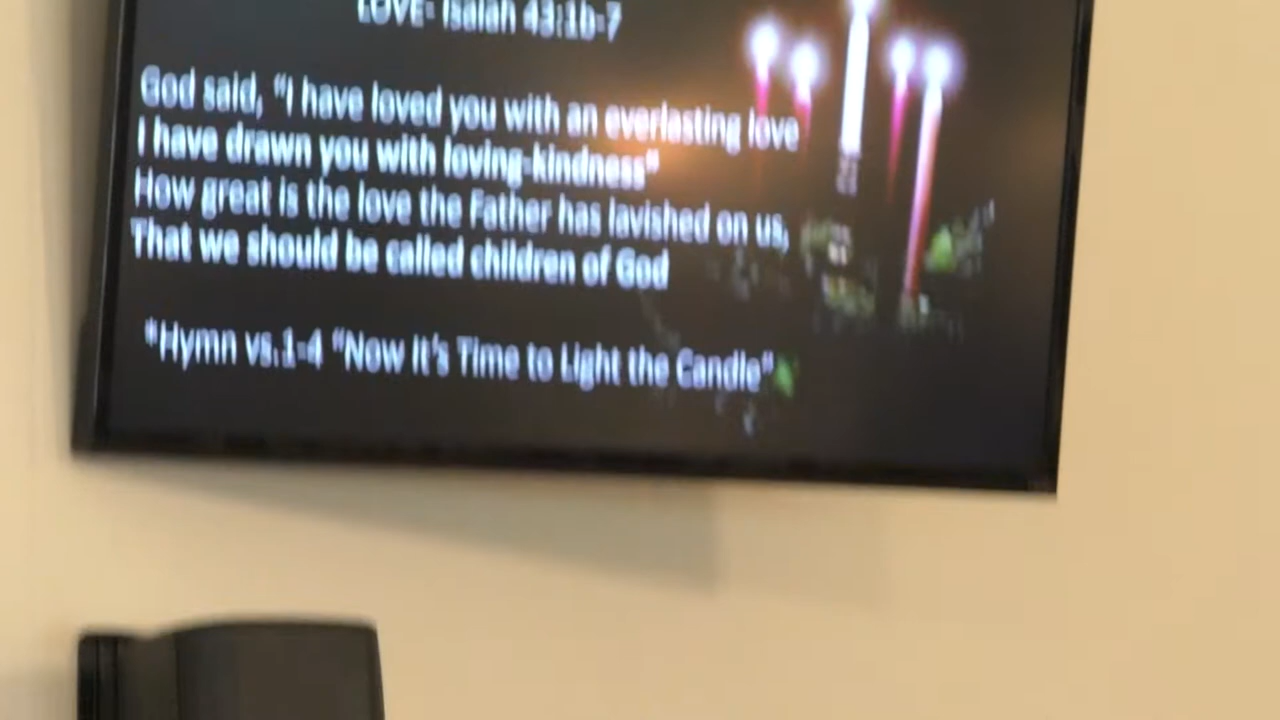 LOVE- Isaiah 43:1b-7
God said, "I have loved you with an everlasting love
I have drawn you with loving-kindness"
How great is the love the Father has lavished on us,
That we should be called children of God
*Hymn vs.1-4 "Now it's Time to Light the Candle"